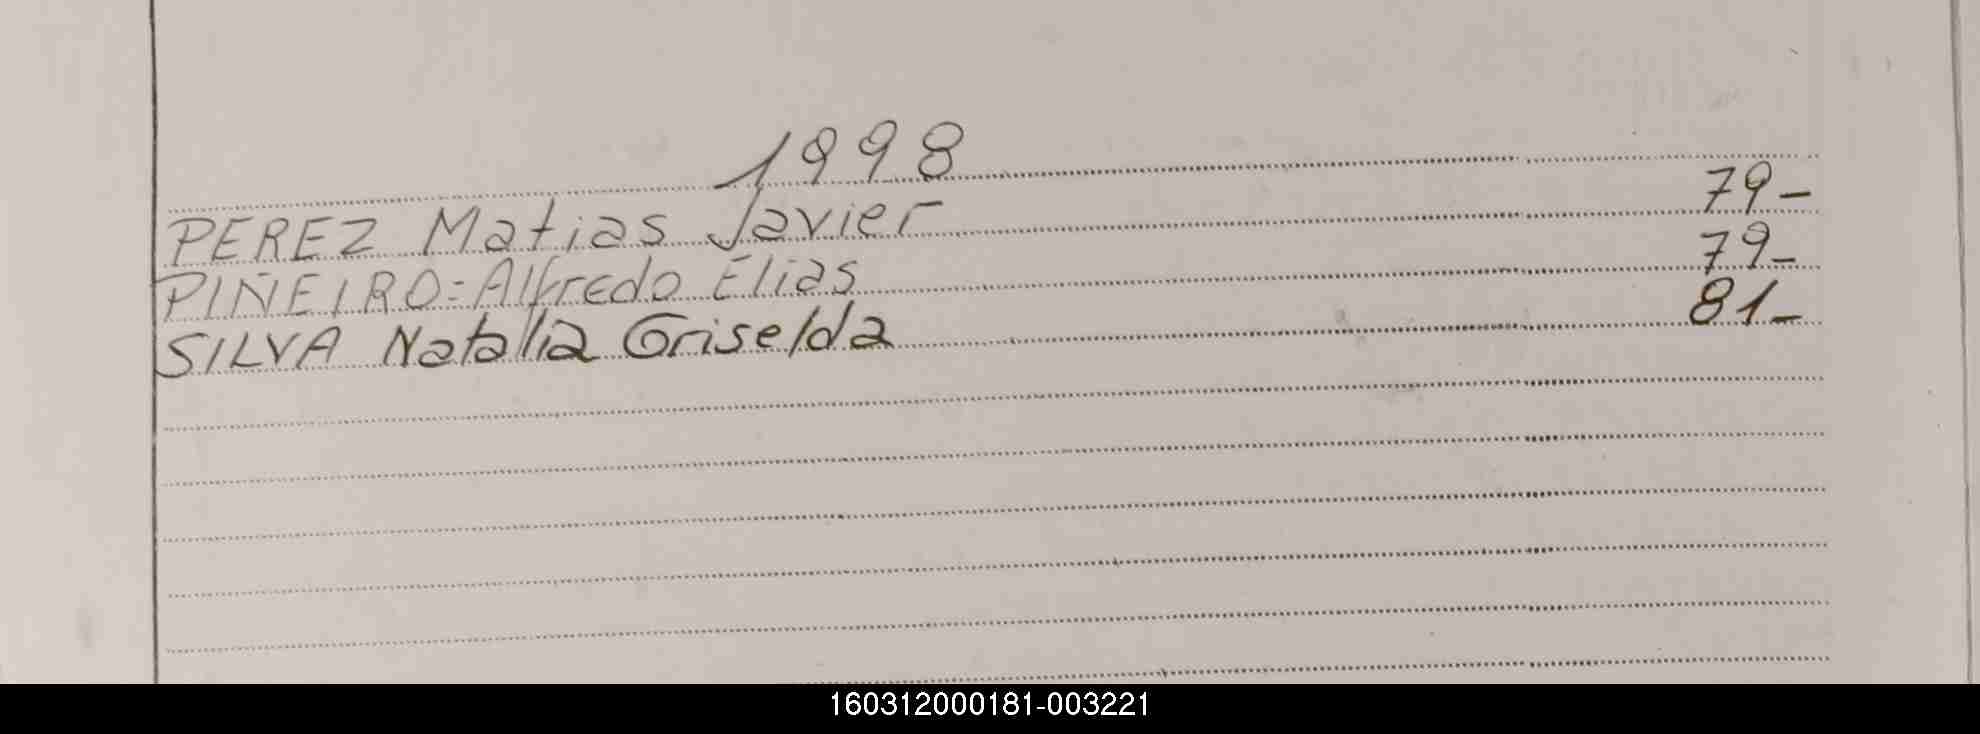 1998
PEREZ Matias Javier 79-
PIÑEIRO=Alfredo Elias 79-
SILVA Natalia Griselda 81-
160312000181-003221